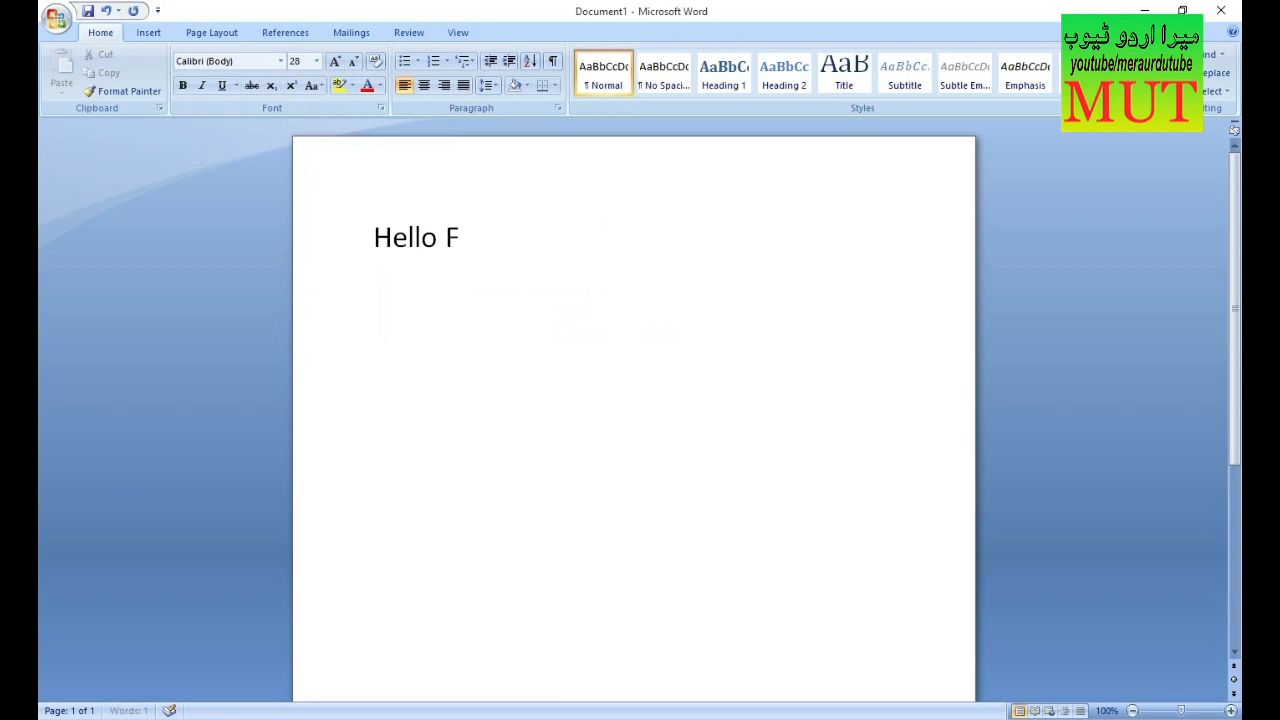 Document1 - Microsoft Word
Home Insert Page Layout References Mailings Review View
میرا اردو ٹیوب
youtube/meraurdutube
MUT
Paste
Cut
Copy
Format Painter
Clipboard
Calibri (Body) 28
Font
Paragraph
AaBbCcDc AaBbCcDc AaBbC AaBbCc AaB AaBbCc. AaBbCcDc AaBbCcDc
¶ Normal ¶ No Spaci... Heading 1 Heading 2 Title Subtitle Subtle Em... Emphasis
Styles
Hello F
Page: 1 of 1 Words: 1 100%